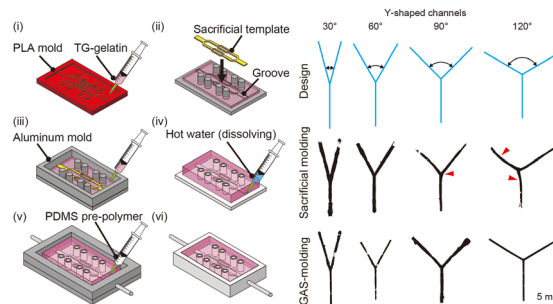 (i)
PLA mold
TG-gelatin
(ii)
Sacrificial template
Groove
(iii)
Aluminum mold
(iv)
Hot water (dissolving)
(v)
PDMS pre-polymer
(vi)
Y-shaped channels
30° 60° 90° 120°
Design
Sacrificial molding
GAS-molding
5 m